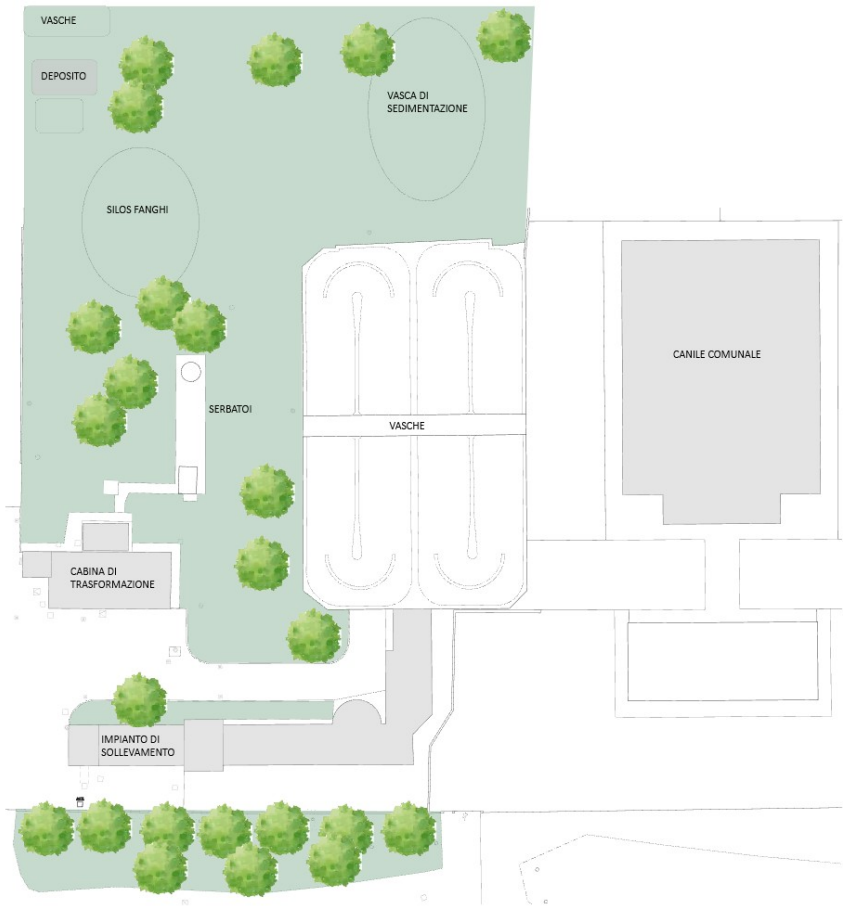 VASCHE
DEPOSITO
VASCA DI
SEDIMENTAZIONE
SILOS FANGHI
CANILE COMUNALE
SERBATOI
VASCHE
CABINA DI
TRASFORMAZIONE
IMPIANTO DI
SOLLEVAMENTO